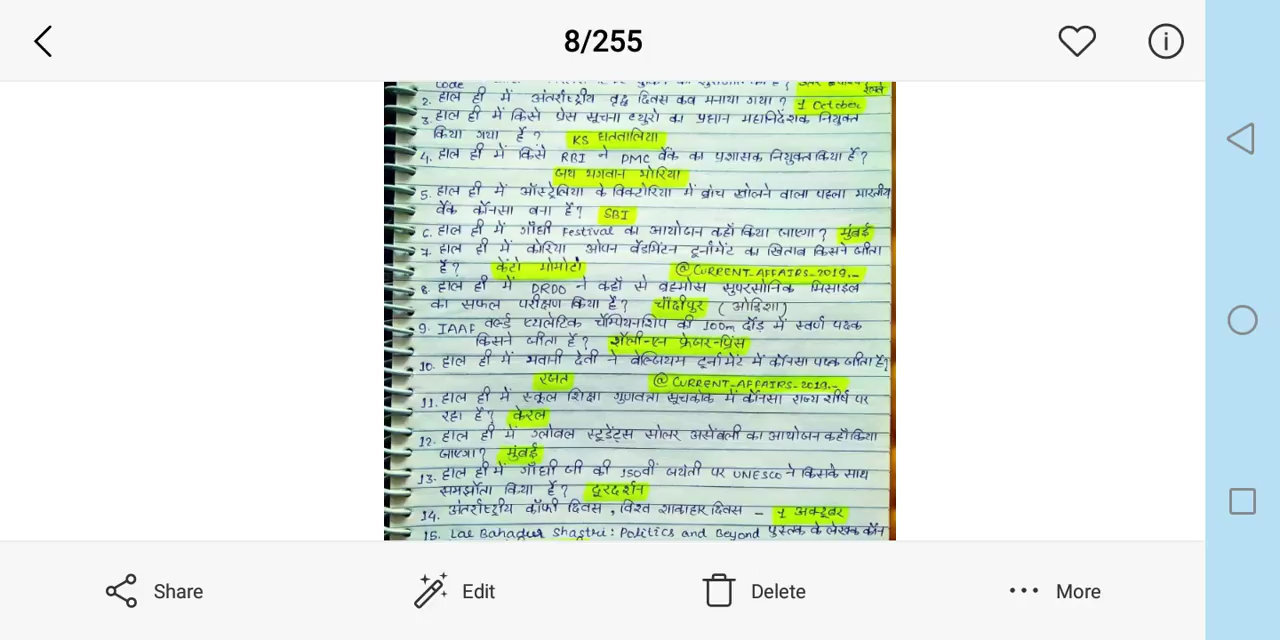 8/255
Code
2. हाल ही में अंतर्राष्ट्रीय वृद्ध दिवस कब मनाया गया? 1 October
3. हाल ही में किसे प्रेस सूचना ब्यूरो का प्रधान महानिदेशक नियुक्त
किया गया है? KS धतवालिया
4. हाल ही में किसे RBI ने PMC बैंक का प्रशासक नियुक्त किया है?
जय भगवान भोरिया
5. हाल ही में ऑस्ट्रेलिया के विक्टोरिया में ब्रांच खोलने वाला पहला भारतीय
बैंक कौनसा बना है? SBI
6. हाल ही में गाँधी Festival का आयोजन कहाँ किया जाएगा? मुंबई
7. हाल ही में कोरिया ओपन बैडमिंटन टूर्नामेंट का खिताब किसने जीता
है? केंटो मोमोटो @CURRENT_AFFAIRS_2019_
8. हाल ही में DRDO ने कहाँ से ब्रह्मोस सुपरसोनिक मिसाइल
का सफल परीक्षण किया है? चाँदीपुर (ओडिशा)
9. IAAF वर्ल्ड एथलेटिक चैम्पियनशिप की 100m दौड़ में स्वर्ण पदक
किसने जीता है? शैली-एन फ्रेजर-प्रिंस
10. हाल ही में भवानी देवी ने बेल्जियम टूर्नामेंट में कौनसा पदक जीता है?
रजत @CURRENT_AFFAIRS_2019_
11. हाल ही में स्कूल शिक्षा गुणवता सूचकांक में कौनसा राज्य शीर्ष पर
रहा है? केरल
12. हाल ही में ग्लोबल स्टूडेंट्स सोलर असेंबली का आयोजन कहाँ किया
जाएगा? मुंबई
13. हाल ही में गाँधी जी की 150वीं जयंती पर UNESCO ने किसके साथ
समझौता किया है? दूरदर्शन
14. अंतर्राष्ट्रीय कॉफी दिवस, विश्व शाकाहार दिवस - 1 अक्टूबर
15. Lal Bahadur Shastri: Politics and Beyond पुस्तक के लेखक कौन
Share Edit Delete More